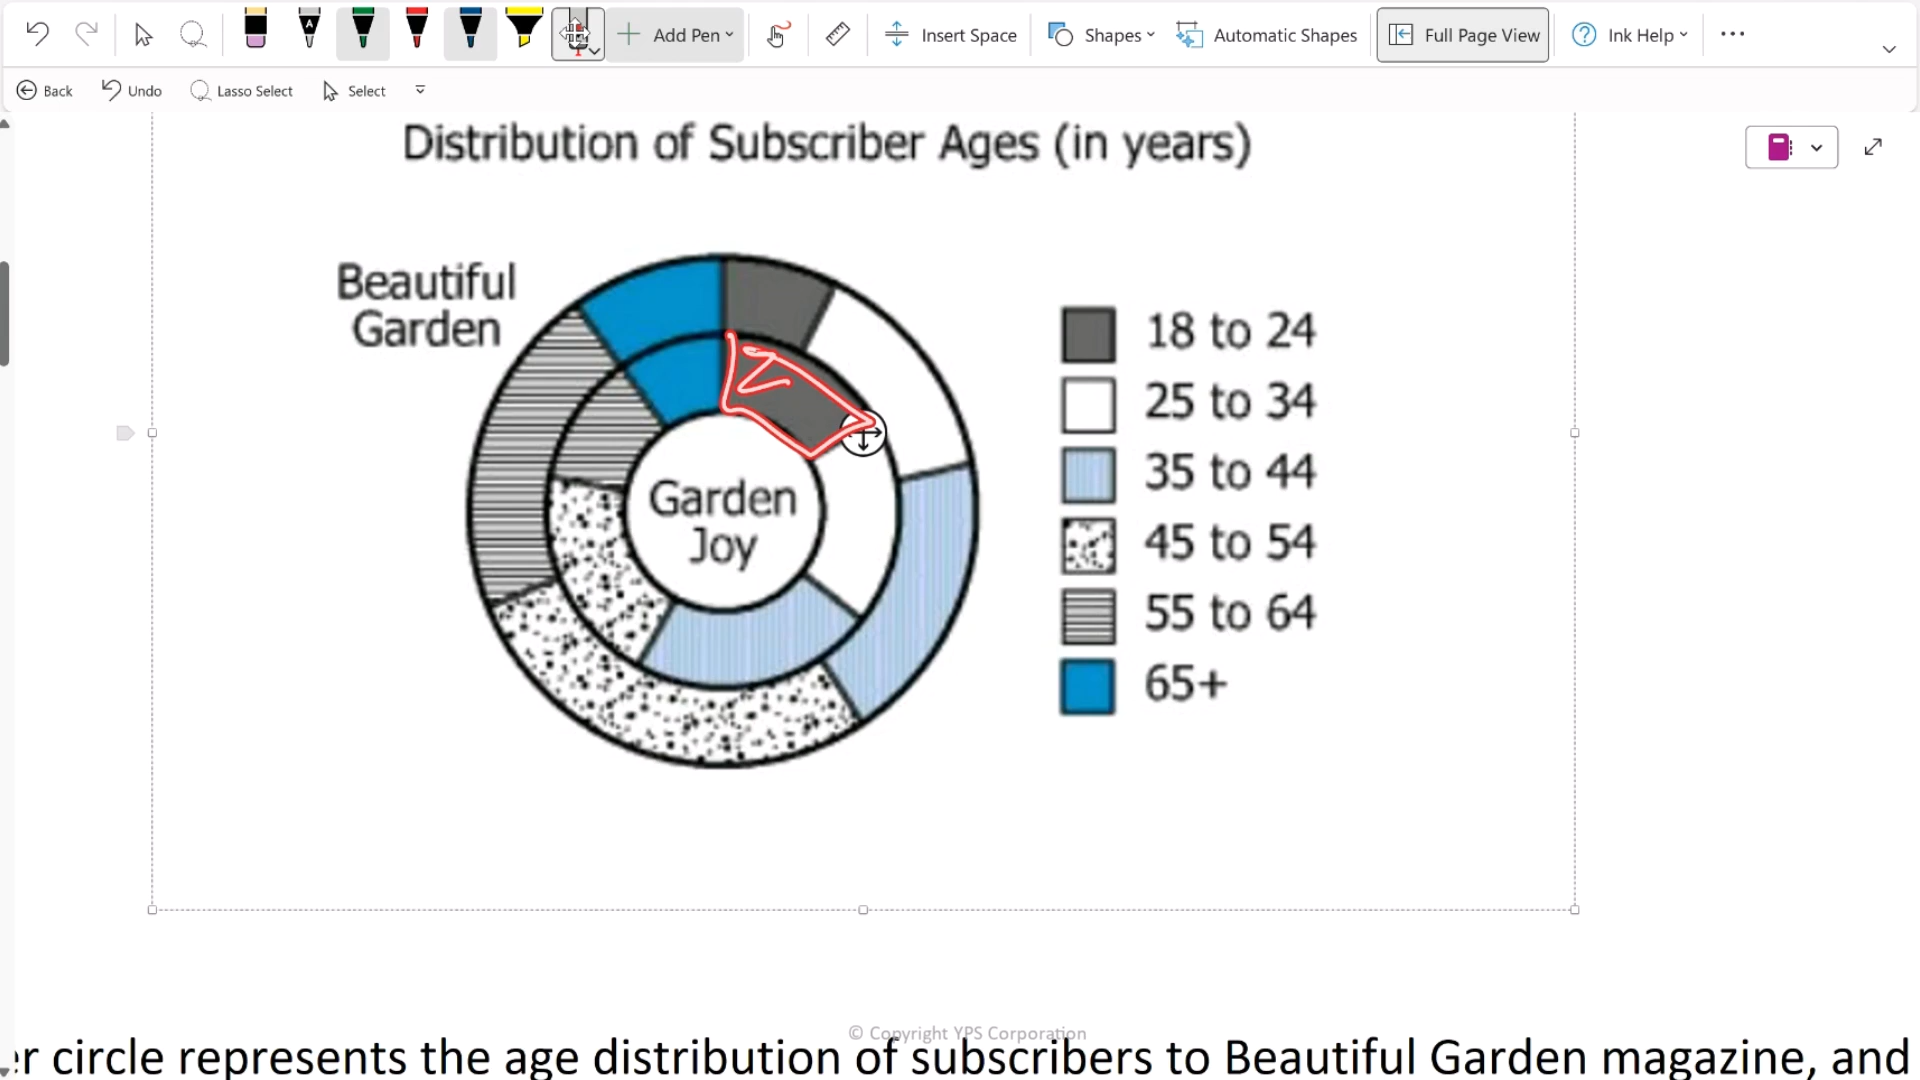 Add Pen
Insert Space
Shapes
Automatic Shapes
Full Page View
Ink Help
Back
Undo
Lasso Select
Select
Distribution of Subscriber Ages (in years)
Beautiful
Garden
Garden
Joy
18 to 24
25 to 34
35 to 44
45 to 54
55 to 64
65+
© Copyright YPS Corporation
er circle represents the age distribution of subscribers to Beautiful Garden magazine, and